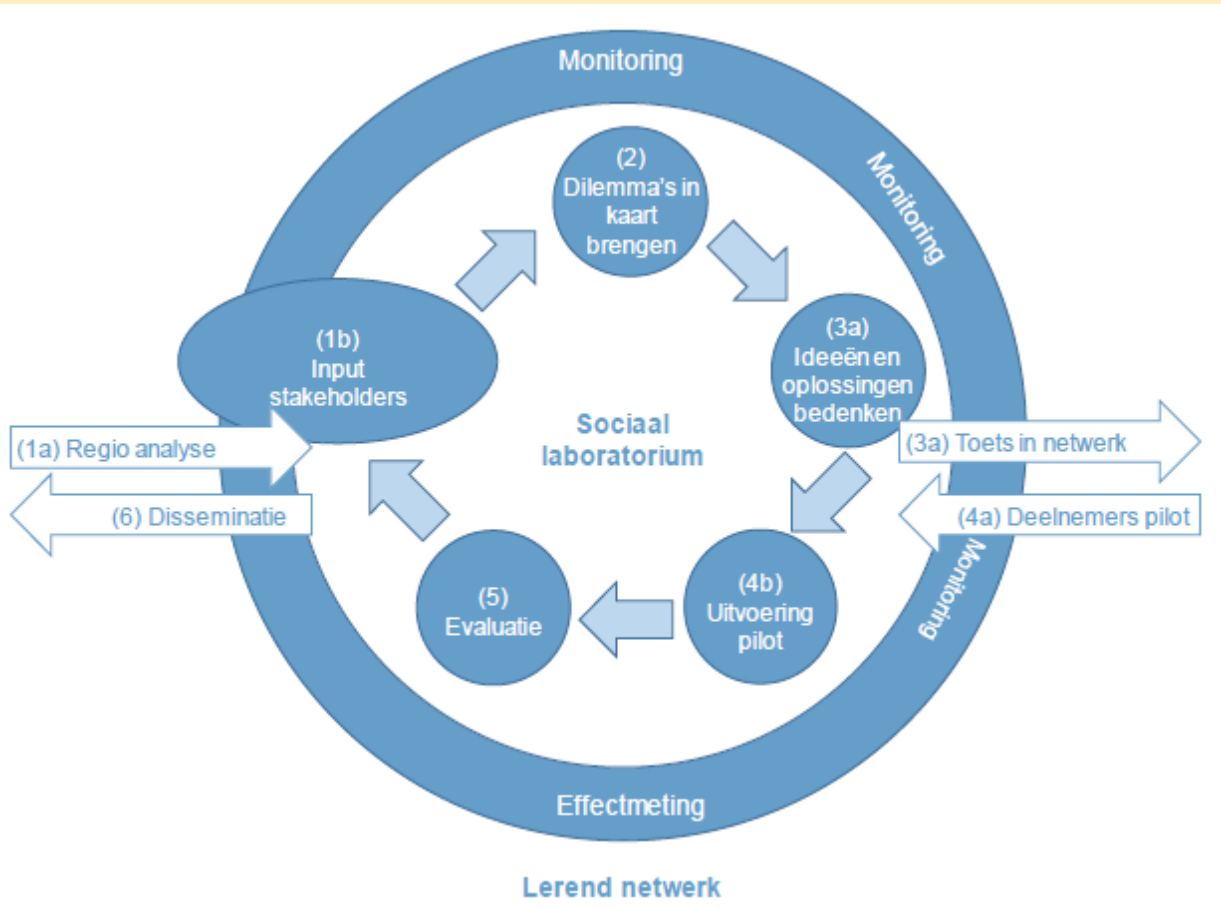 Monitoring
Monitoring
(2)
Dilemma's in
kaart
brengen
(1b)
Input
stakeholders
(3a)
Ideeën en
oplossingen
bedenken
Sociaal
laboratorium
(1a) Regio analyse
(3a) Toets in netwerk
(6) Disseminatie
(4a) Deelnemers pilot
Monitoring
(5)
Evaluatie
(4b)
Uitvoering
pilot
Effectmeting
Lerend netwerk